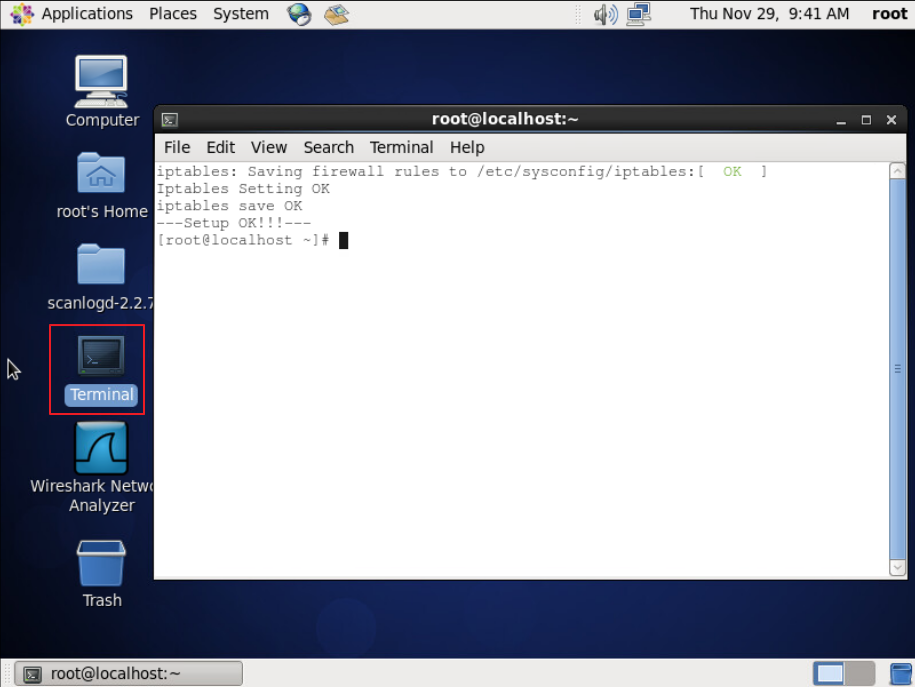 Applications Places System
Thu Nov 29, 9:41 AM root
Computer
root's Home
scanlogd-2.2.7
Terminal
Wireshark Netwo
Analyzer
Trash
root@localhost:~
File Edit View Search Terminal Help
iptables: Saving firewall rules to /etc/sysconfig/iptables:[  OK  ]
Iptables Setting OK
iptables save OK
---Setup OK!!!---
[root@localhost ~]#
root@localhost:~